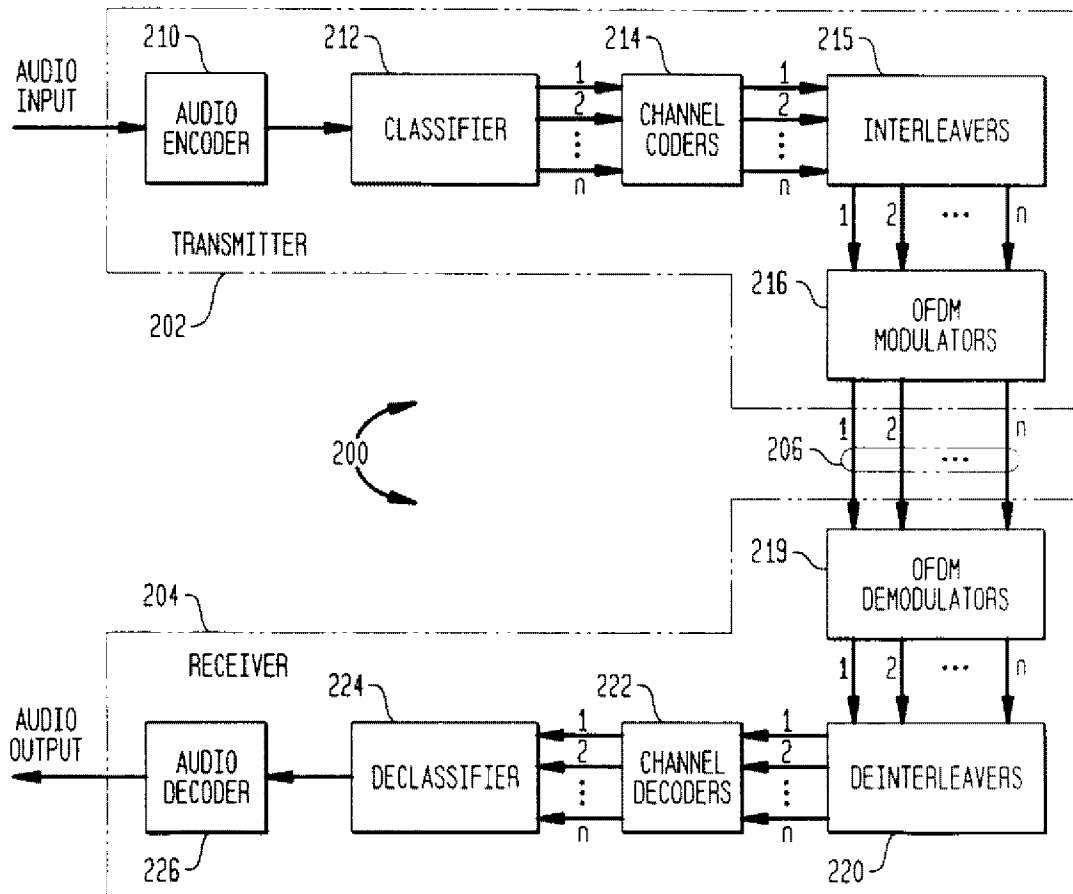 210
212
214
215
AUDIO
INPUT
AUDIO
ENCODER
CLASSIFIER
1
2
n
CHANNEL
CODERS
1
2
n
INTERLEAVERS
1 2 ... n
TRANSMITTER
202
216
OFDM
MODULATORS
200
1 2 n
206 ...
219
OFDM
DEMODULATORS
204
RECEIVER
1 2 ... n
224
222
AUDIO
OUTPUT
AUDIO
DECODER
DECLASSIFIER
1
2
n
CHANNEL
DECODERS
1
2
n
DEINTERLEAVERS
226
220